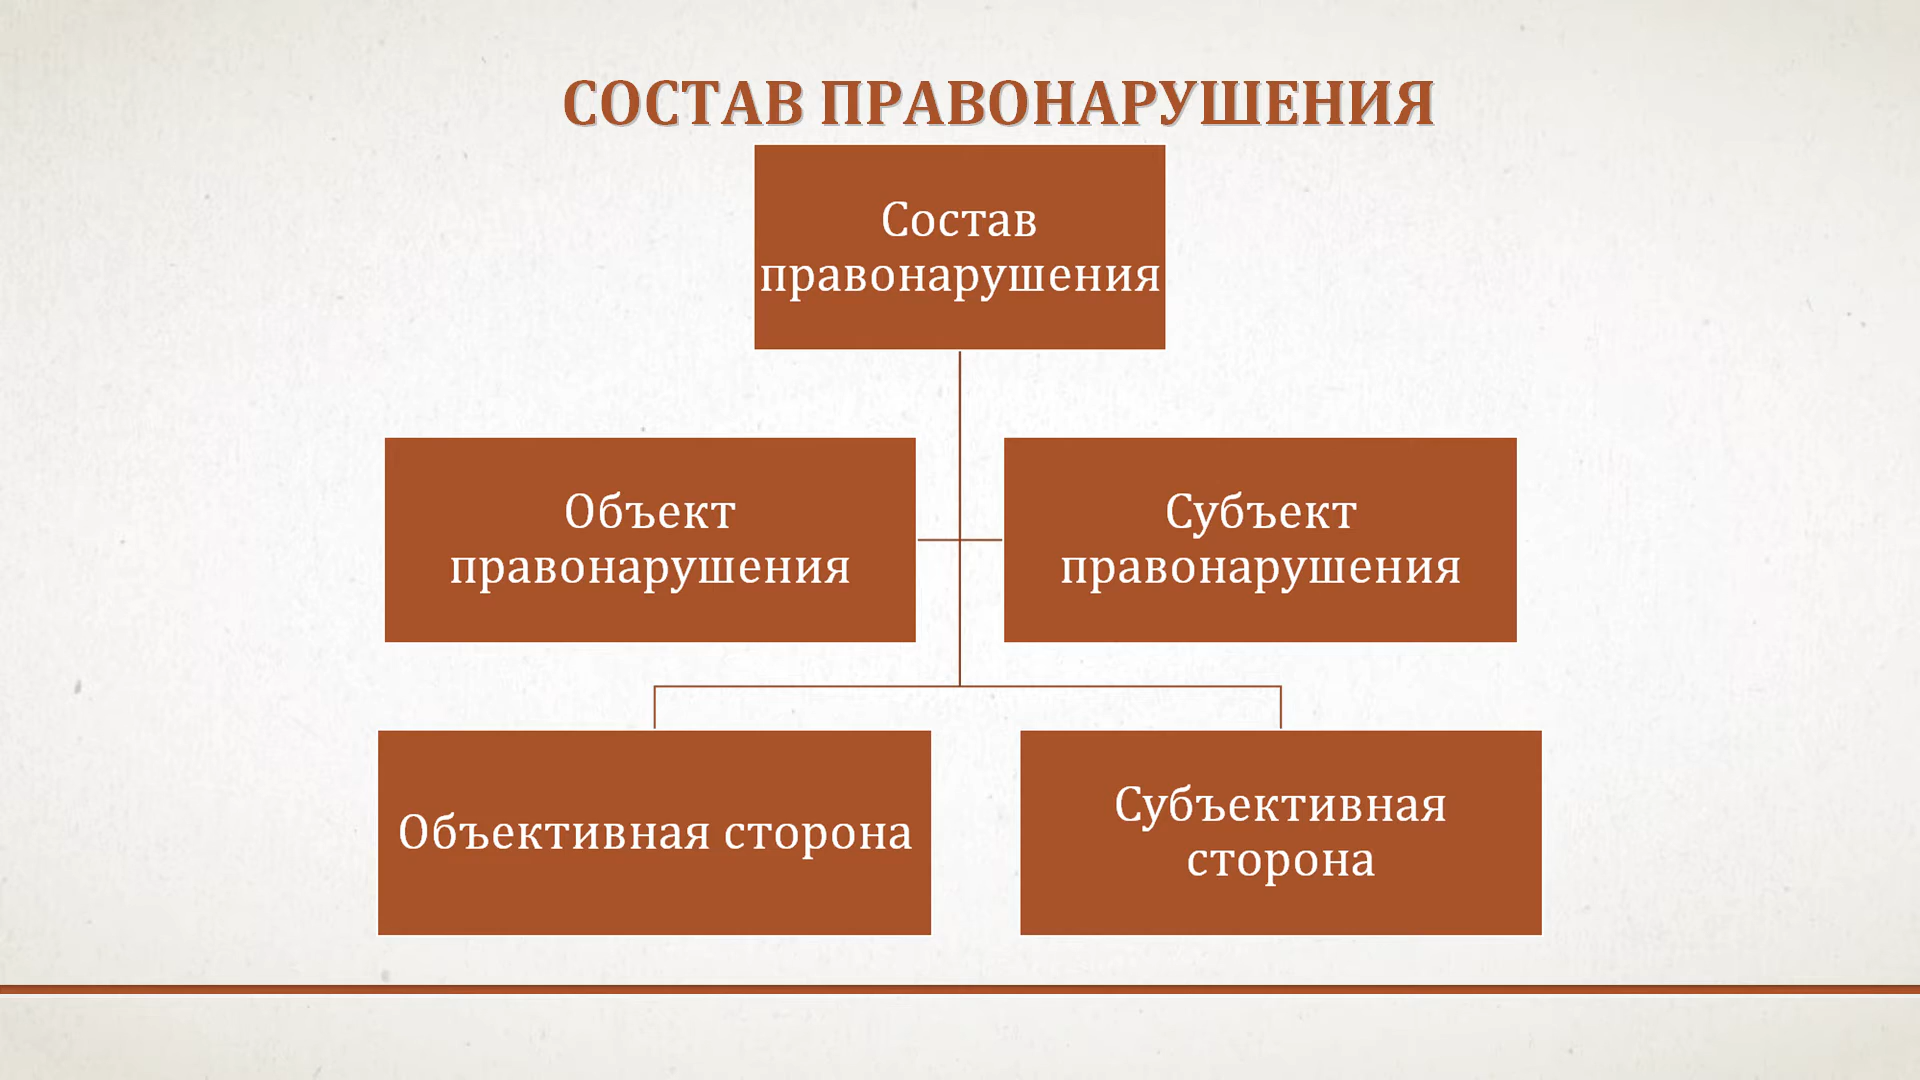 СОСТАВ ПРАВОНАРУШЕНИЯ
Состав
правонарушения
Объект
правонарушения
Субъект
правонарушения
Объективная сторона
Субъективная
сторона